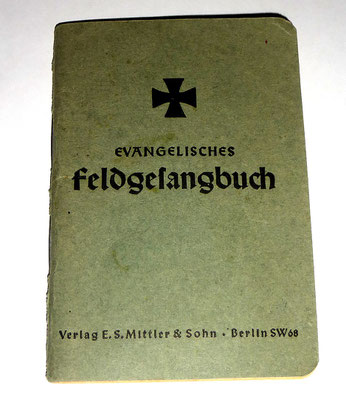 EVANGELISCHES
Feldgesangbuch
Verlag E. S. Mittler & Sohn • Berlin SW68